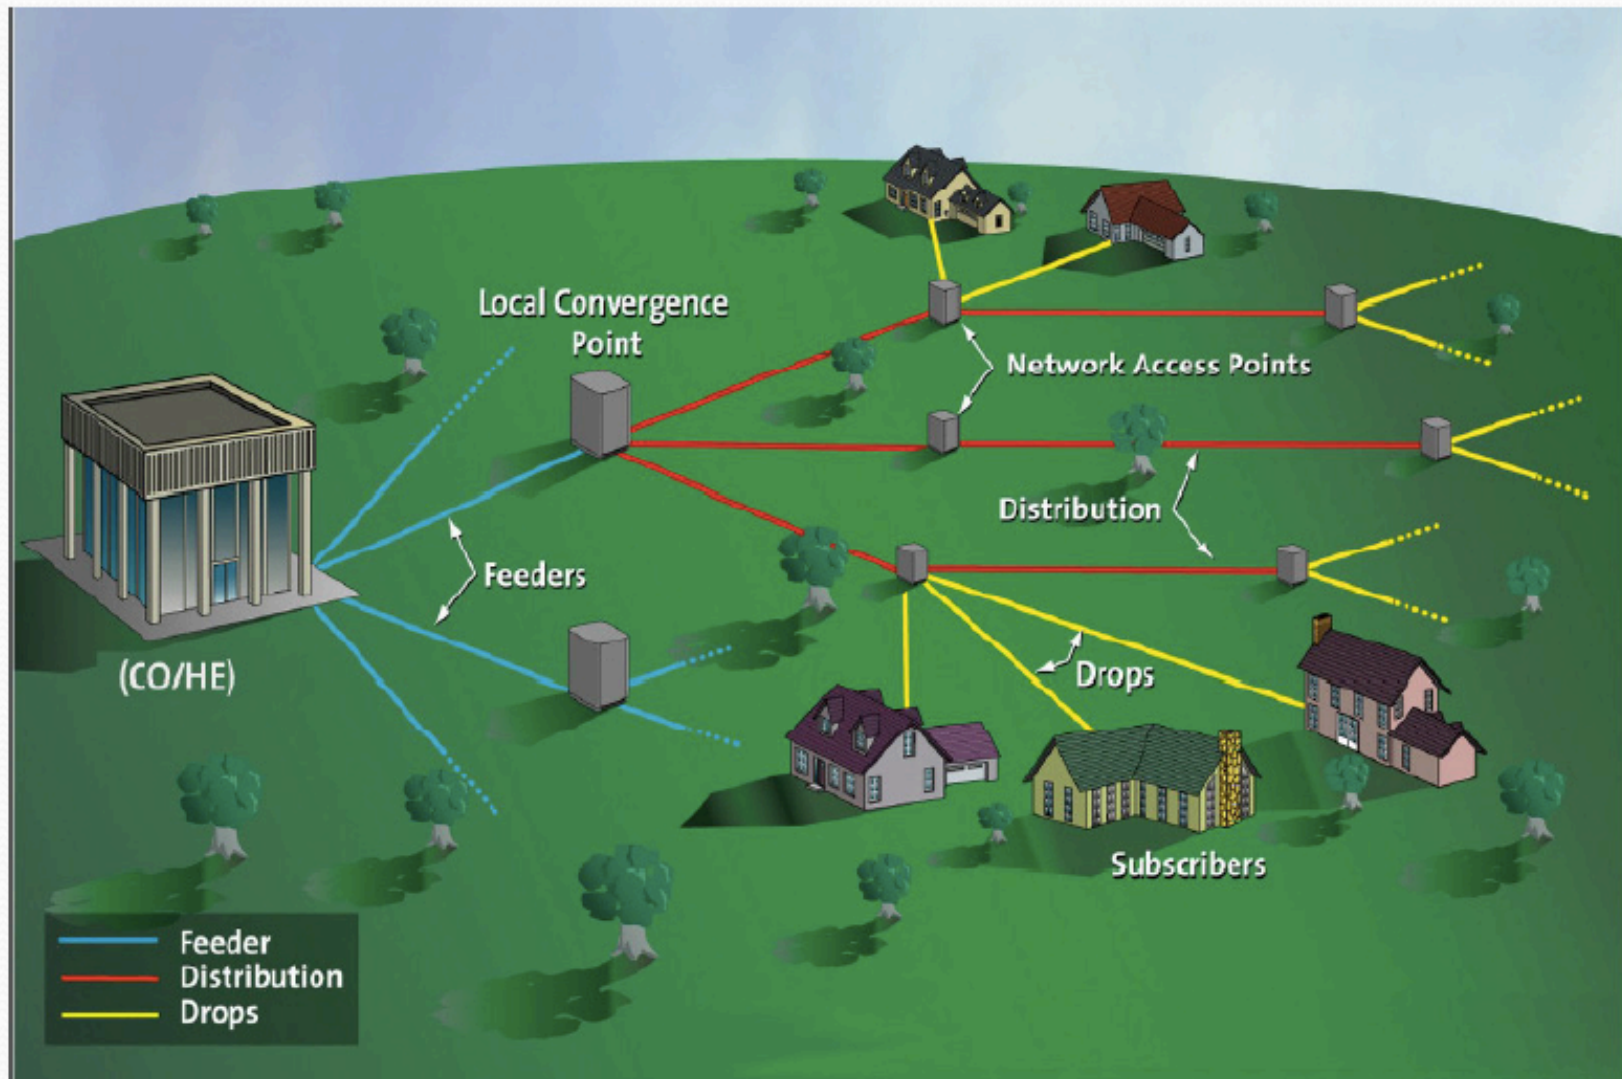 Local Convergence
Point
Network Access Points
Distribution
Feeders
(CO/HE)
Drops
Subscribers
Feeder
Distribution
Drops